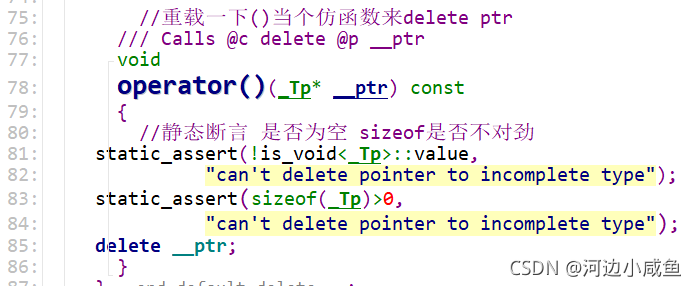 75: //重载一下()当个仿函数来delete ptr
76: /// Calls @c delete @p __ptr
77: void
78: operator()(_Tp* __ptr) const
79: {
80: //静态断言 是否为空 sizeof是否不对劲
81: static_assert(!is_void<_Tp>::value,
82: "can't delete pointer to incomplete type");
83: static_assert(sizeof(_Tp)>0,
84: "can't delete pointer to incomplete type");
85: delete __ptr;
86: }
CSDN @河边小咸鱼